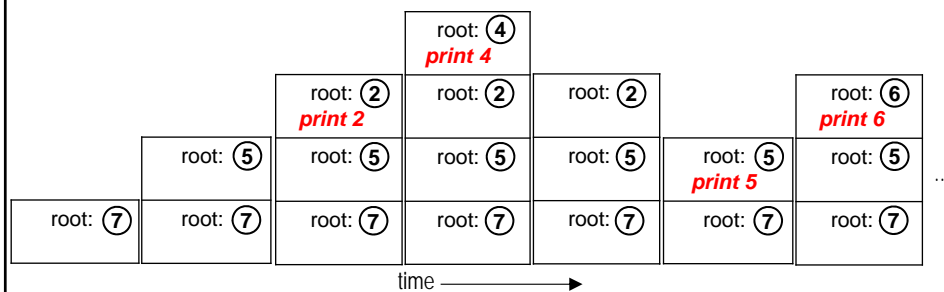 root: 4
print 4
root: 2 root: 2 root: 2 root: 6
print 2 print 6
root: 5 root: 5 root: 5 root: 5 root: 5 root: 5
print 5
root: 7 root: 7 root: 7 root: 7 root: 7 root: 7 root: 7
..
time